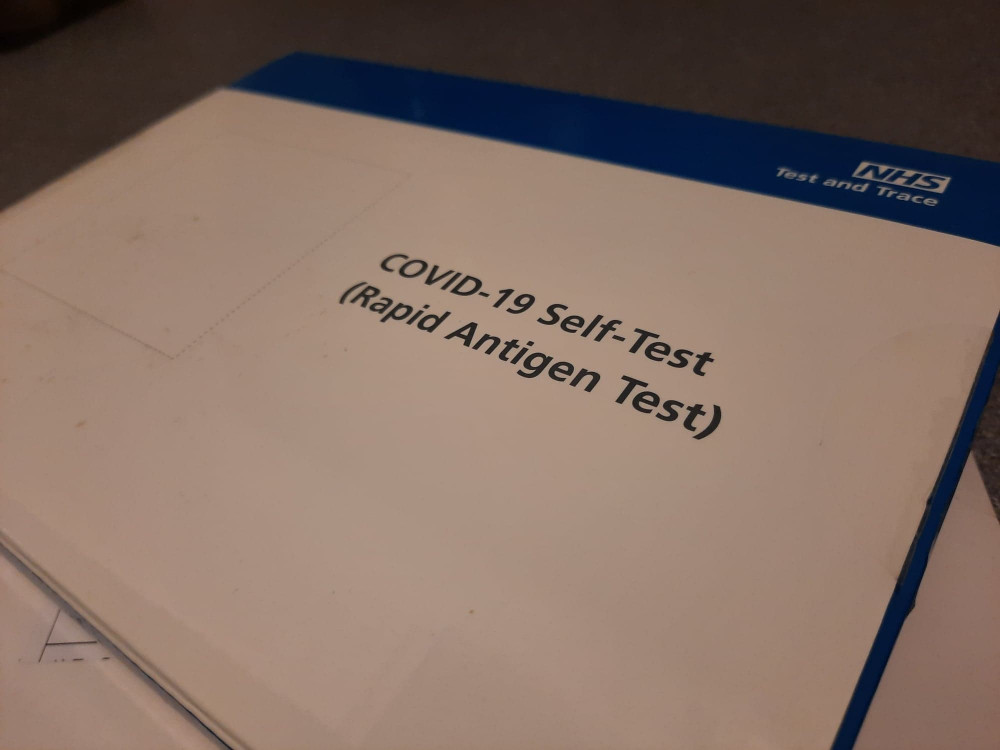 NHS
Test and Trace
COVID-19 Self-Test
(Rapid Antigen Test)